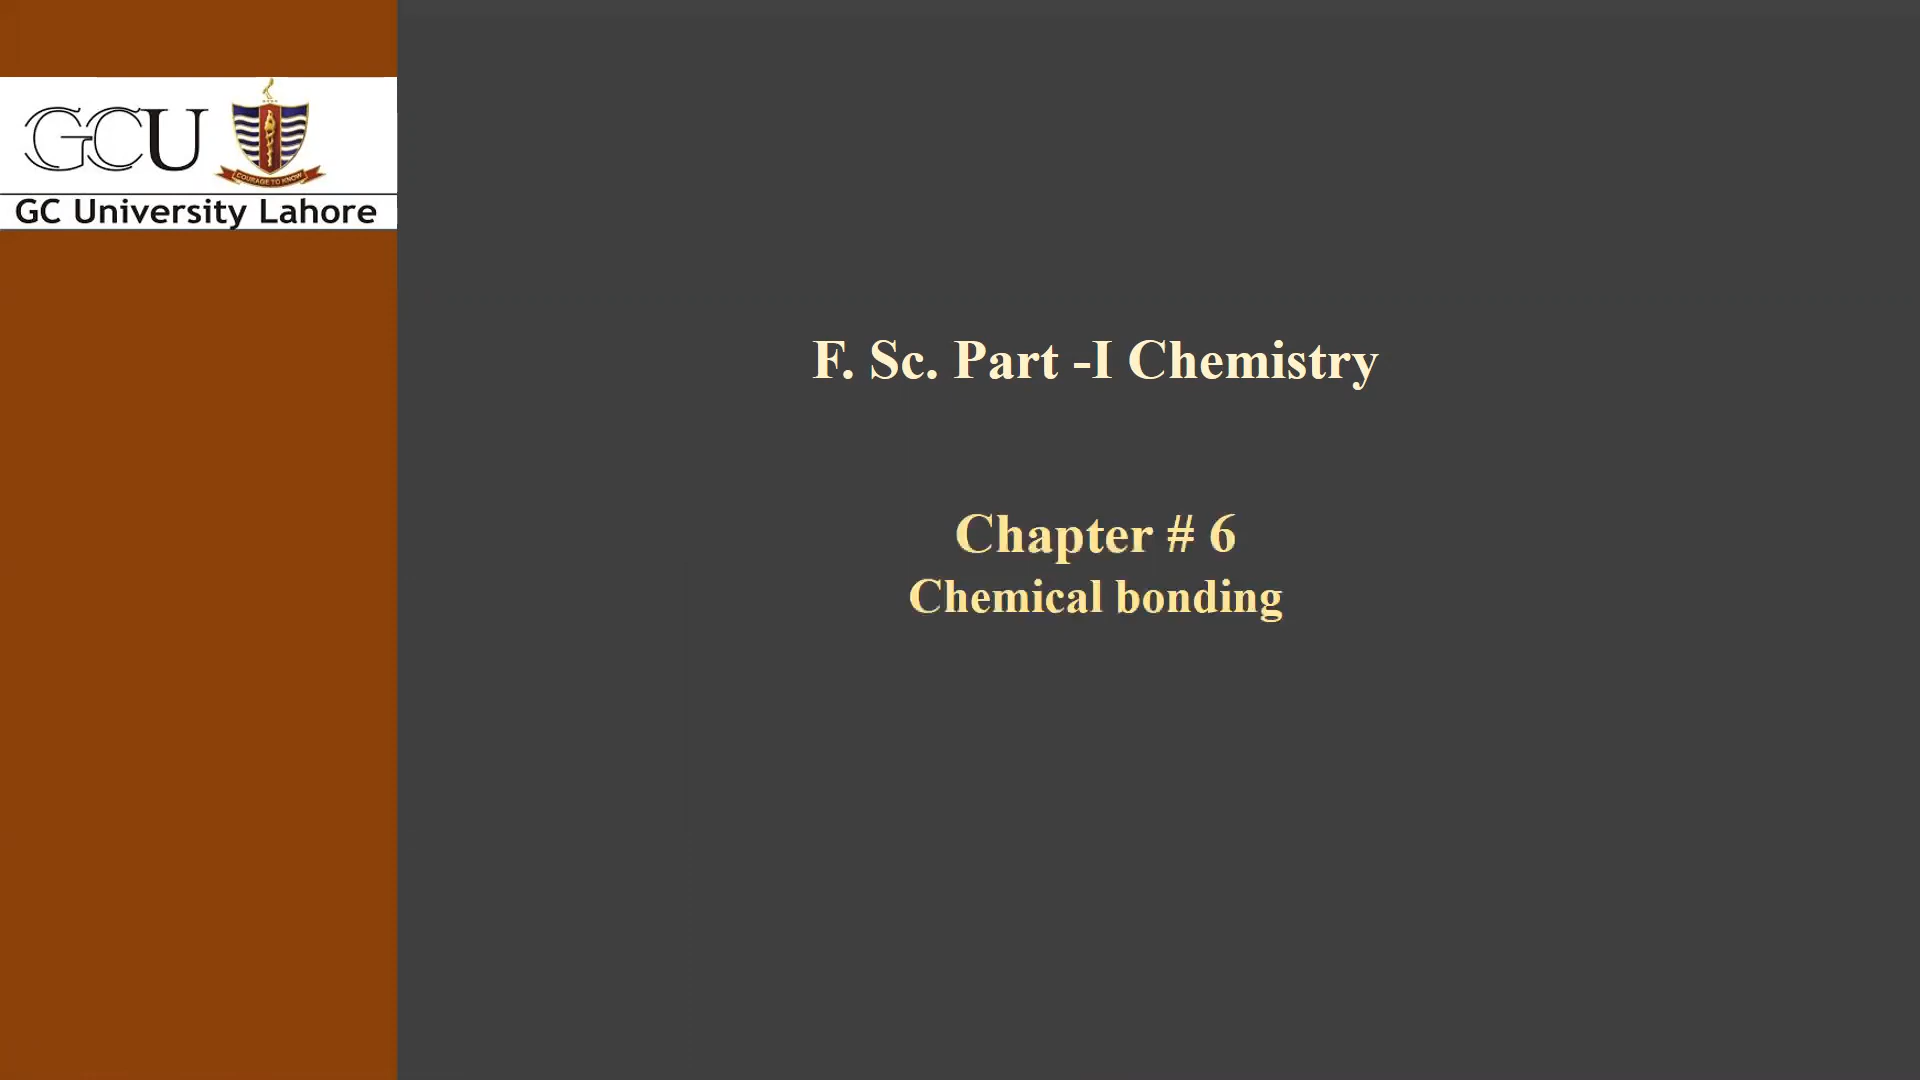 GCU
COURAGE TO KNOW
GC University Lahore
F. Sc. Part -I Chemistry
Chapter # 6
Chemical bonding